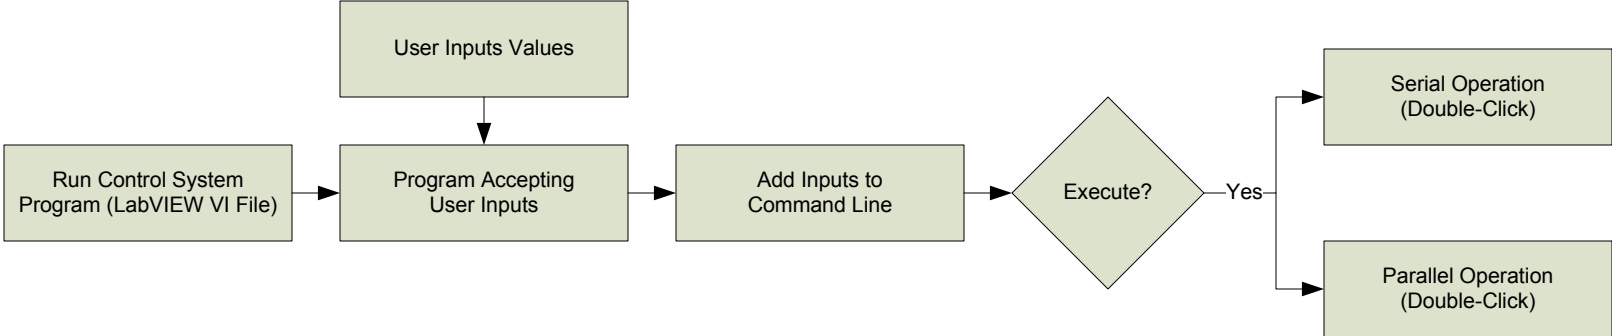 User Inputs Values
Run Control System
Program (LabVIEW VI File)
Program Accepting
User Inputs
Add Inputs to
Command Line
Execute?
Yes
Serial Operation
(Double-Click)
Parallel Operation
(Double-Click)